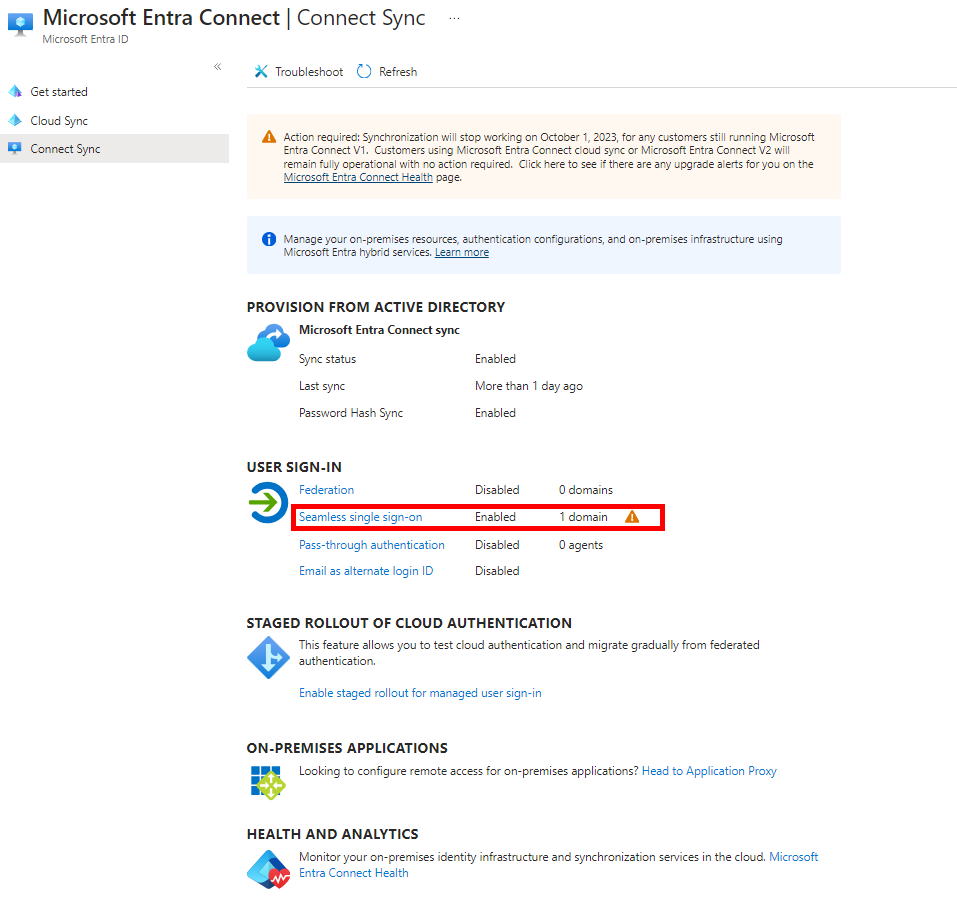 Microsoft Entra Connect | Connect Sync ...
Microsoft Entra ID
«
Troubleshoot Refresh
Get started
Cloud Sync
Connect Sync
Action required: Synchronization will stop working on October 1, 2023, for any customers still running Microsoft
Entra Connect V1. Customers using Microsoft Entra Connect cloud sync or Microsoft Entra Connect V2 will
remain fully operational with no action required. Click here to see if there are any upgrade alerts for you on the
Microsoft Entra Connect Health page.
Manage your on-premises resources, authentication configurations, and on-premises infrastructure using
Microsoft Entra hybrid services. Learn more
PROVISION FROM ACTIVE DIRECTORY
Microsoft Entra Connect sync
Sync status Enabled
Last sync More than 1 day ago
Password Hash Sync Enabled
USER SIGN-IN
Federation Disabled 0 domains
Seamless single sign-on Enabled 1 domain
Pass-through authentication Disabled 0 agents
Email as alternate login ID Disabled
STAGED ROLLOUT OF CLOUD AUTHENTICATION
This feature allows you to test cloud authentication and migrate gradually from federated
authentication.
Enable staged rollout for managed user sign-in
ON-PREMISES APPLICATIONS
Looking to configure remote access for on-premises applications? Head to Application Proxy
HEALTH AND ANALYTICS
Monitor your on-premises identity infrastructure and synchronization services in the cloud. Microsoft
Entra Connect Health